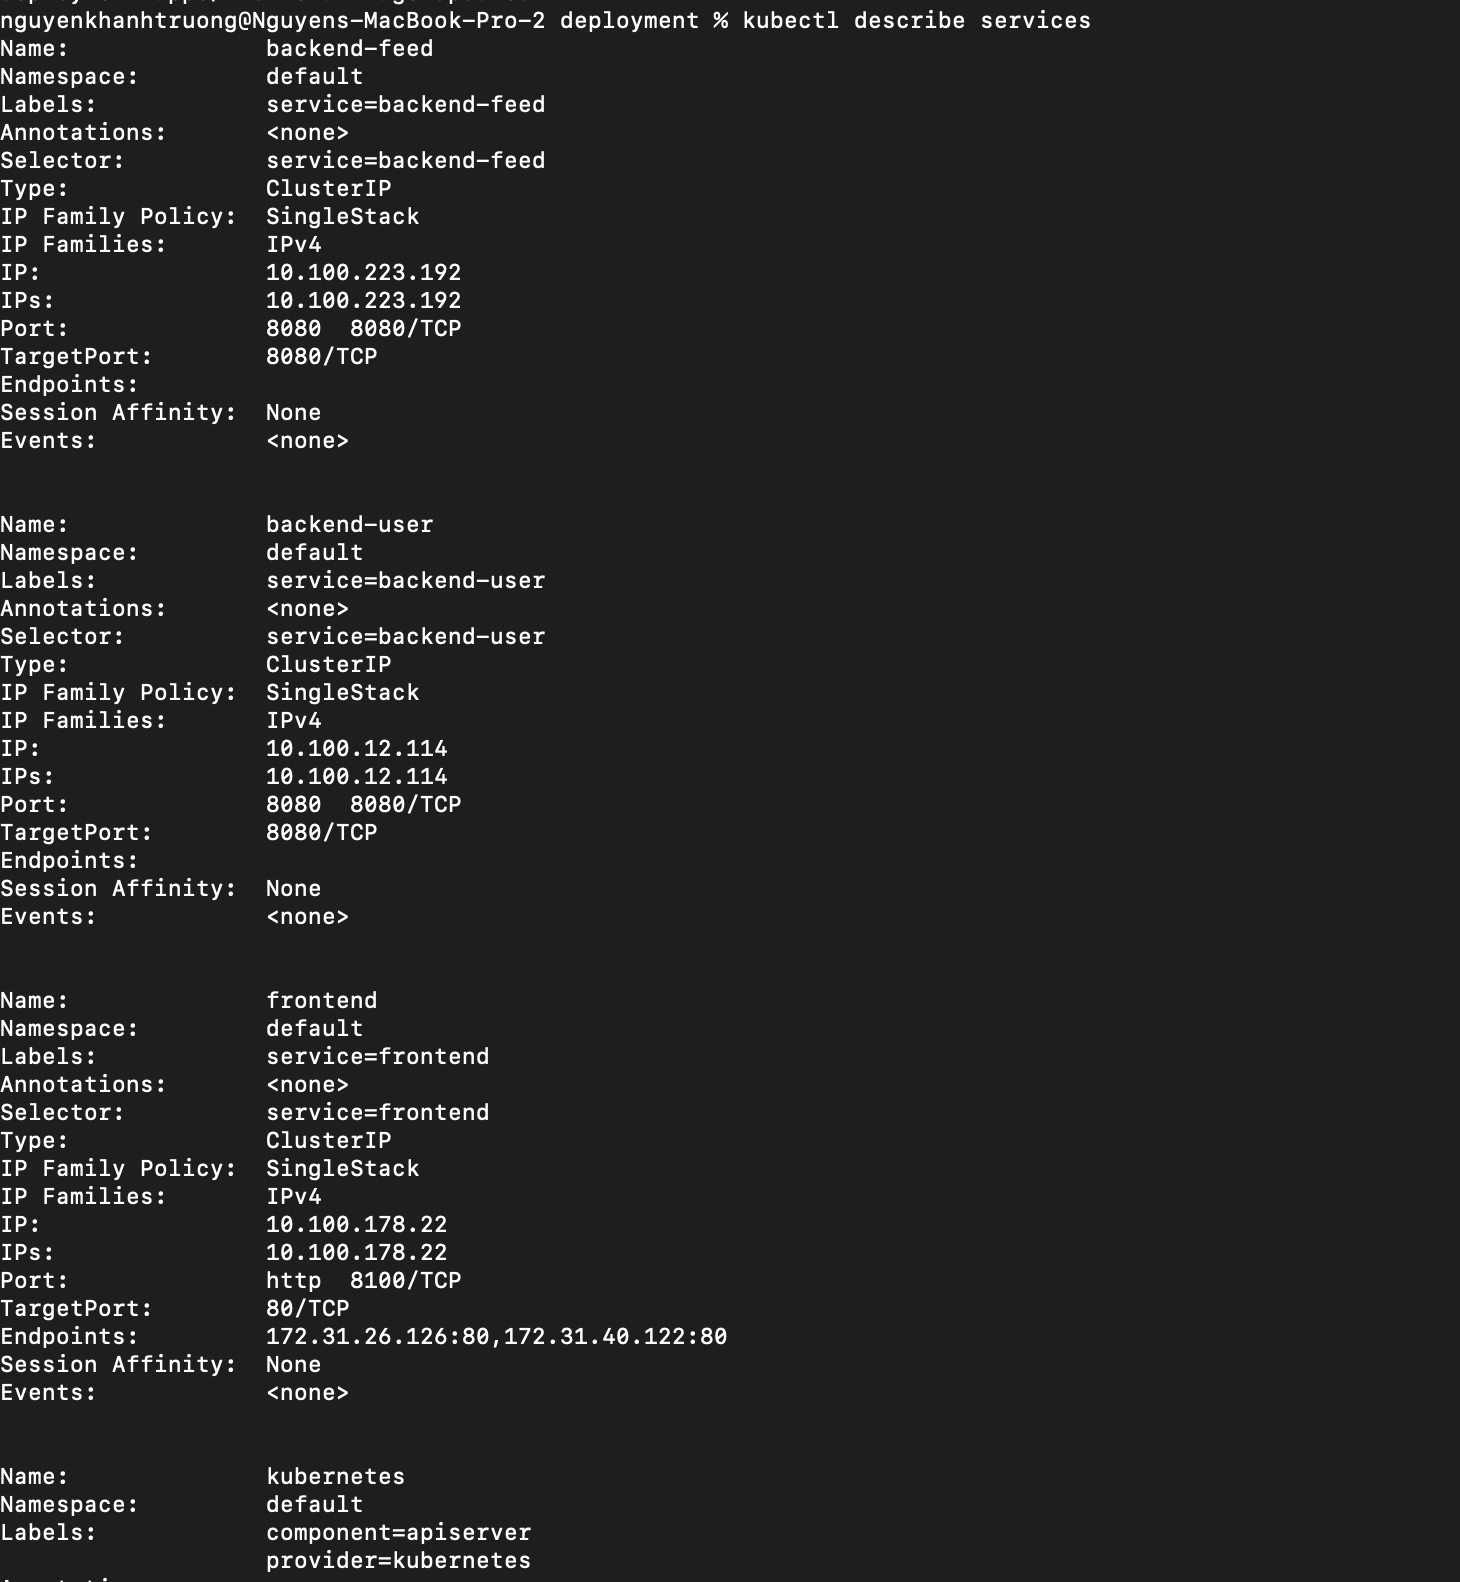 nguyenkhanhtruong@Nguyens-MacBook-Pro-2 deployment % kubectl describe services
Name:              backend-feed
Namespace:         default
Labels:            service=backend-feed
Annotations:       <none>
Selector:          service=backend-feed
Type:              ClusterIP
IP Family Policy:  SingleStack
IP Families:       IPv4
IP:                10.100.223.192
IPs:               10.100.223.192
Port:              8080  8080/TCP
TargetPort:        8080/TCP
Endpoints:
Session Affinity:  None
Events:            <none>
Name:              backend-user
Namespace:         default
Labels:            service=backend-user
Annotations:       <none>
Selector:          service=backend-user
Type:              ClusterIP
IP Family Policy:  SingleStack
IP Families:       IPv4
IP:                10.100.12.114
IPs:               10.100.12.114
Port:              8080  8080/TCP
TargetPort:        8080/TCP
Endpoints:
Session Affinity:  None
Events:            <none>
Name:              frontend
Namespace:         default
Labels:            service=frontend
Annotations:       <none>
Selector:          service=frontend
Type:              ClusterIP
IP Family Policy:  SingleStack
IP Families:       IPv4
IP:                10.100.178.22
IPs:               10.100.178.22
Port:              http  8100/TCP
TargetPort:        80/TCP
Endpoints:         172.31.26.126:80,172.31.40.122:80
Session Affinity:  None
Events:            <none>
Name:              kubernetes
Namespace:         default
Labels:            component=apiserver
                   provider=kubernetes